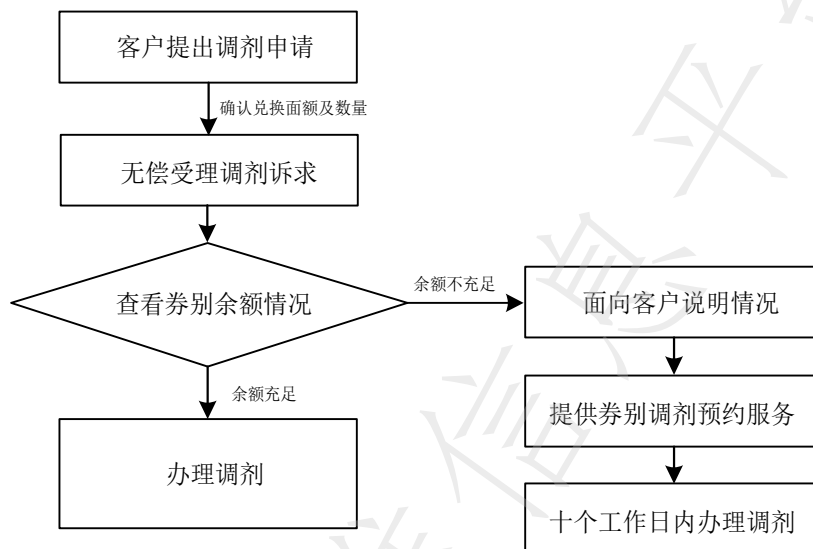 客户提出调剂申请
确认兑换面额及数量
无偿受理调剂诉求
查看券别余额情况
余额不充足
面向客户说明情况
余额充足
提供券别调剂预约服务
办理调剂
十个工作日内办理调剂
信息平